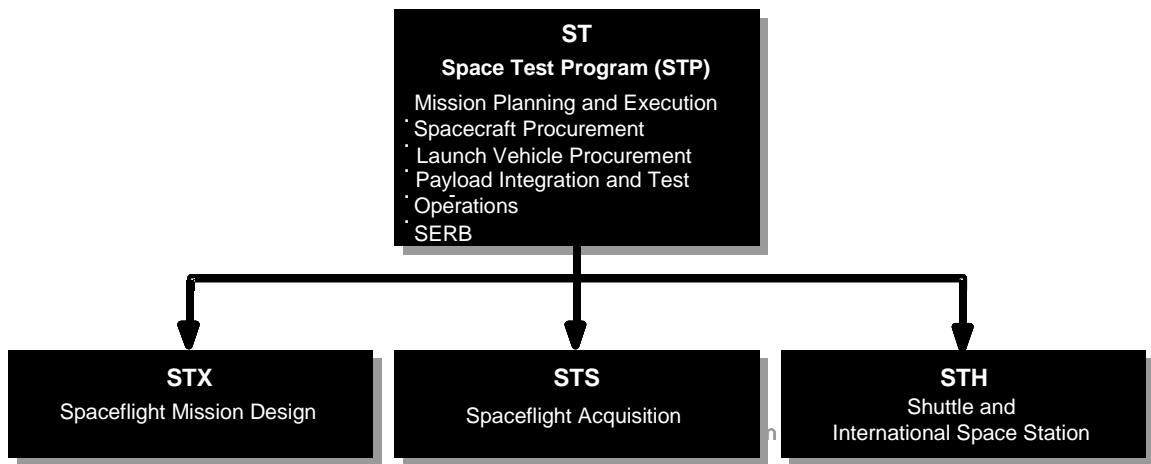 ST
Space Test Program (STP)
Mission Planning and Execution
Spacecraft Procurement
Launch Vehicle Procurement
Payload Integration and Test
Operations
SERB
STX
Spaceflight Mission Design
STS
Spaceflight Acquisition
STH
Shuttle and
International Space Station